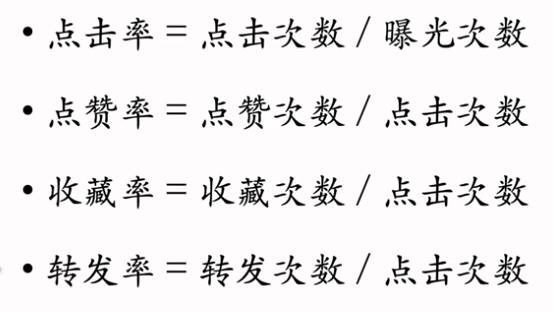 • 点击率 = 点击次数 / 曝光次数
• 点赞率 = 点赞次数 / 点击次数
• 收藏率 = 收藏次数 / 点击次数
• 转发率 = 转发次数 / 点击次数